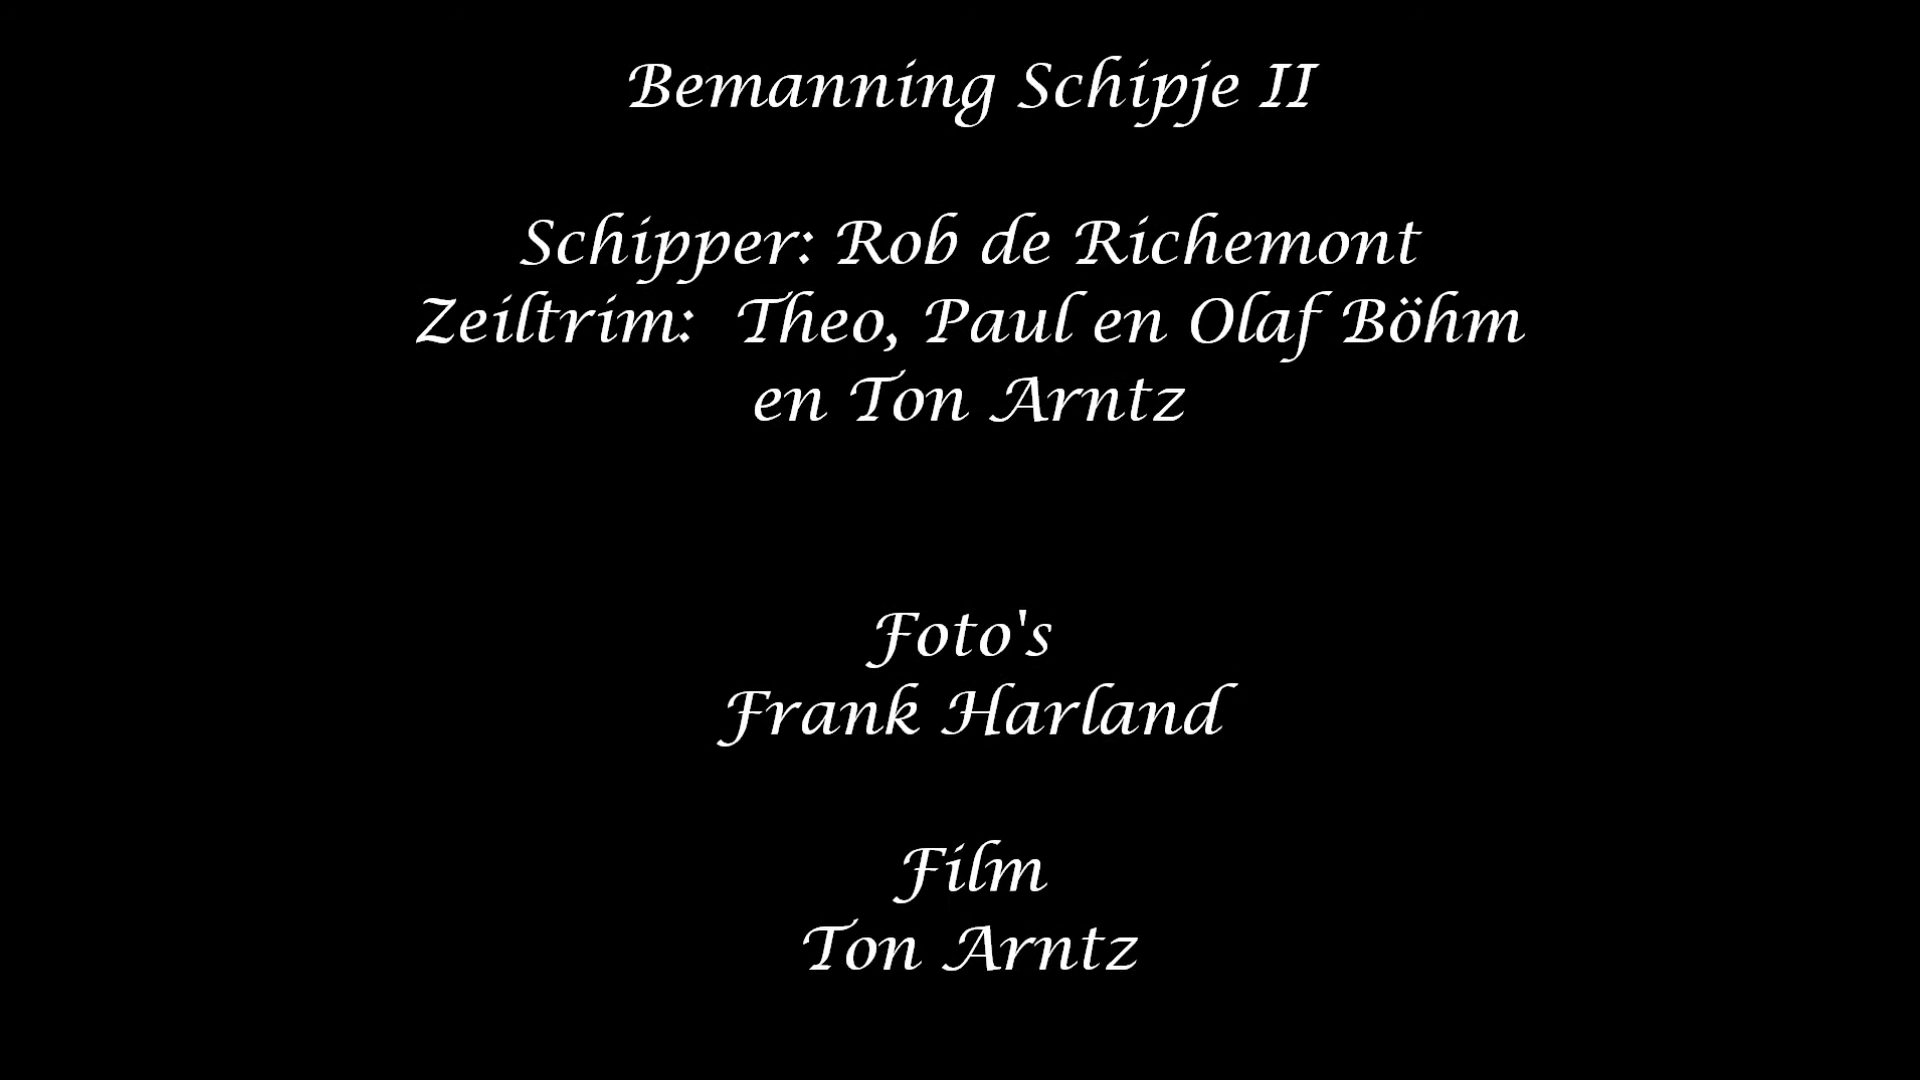 Bemanning Schipje II
Schipper: Rob de Richemont
Zeiltrim:  Theo, Paul en Olaf Böhm
en Ton Arntz
Foto's
Frank Harland
Film
Ton Arntz